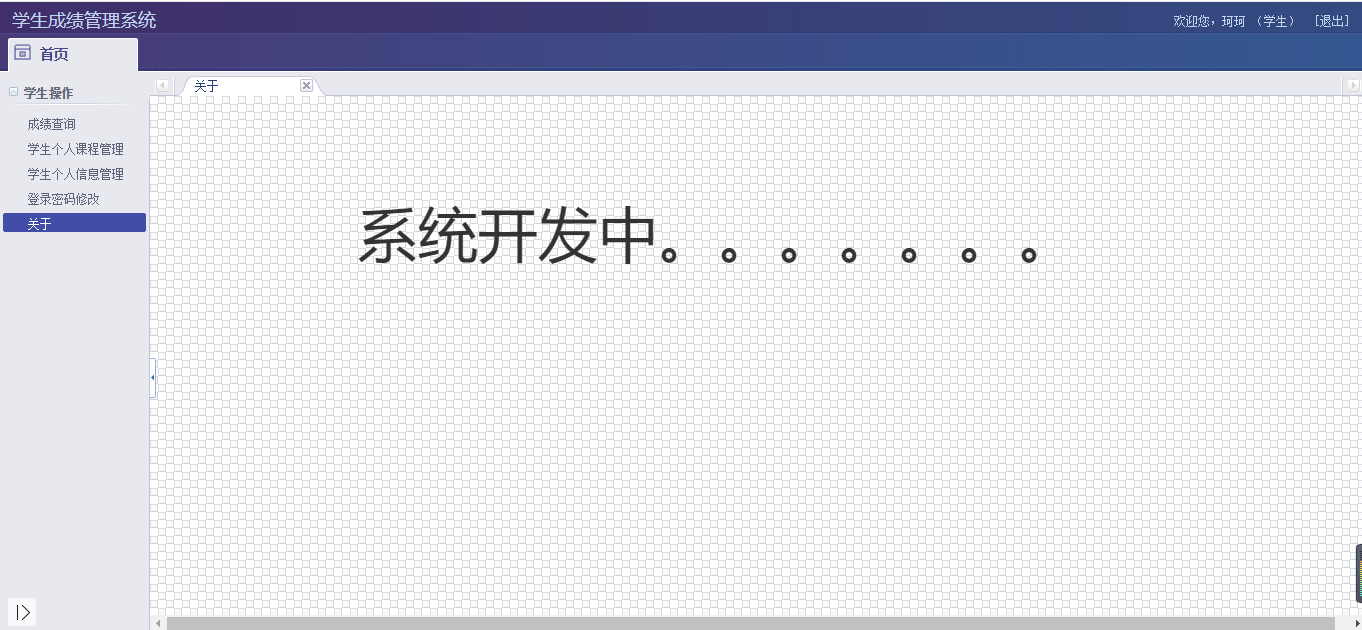 学生成绩管理系统
欢迎您，珂珂 （学生） [退出]
首页
学生操作
成绩查询
学生个人课程管理
学生个人信息管理
登录密码修改
关于
关于
系统开发中。。。。。。。